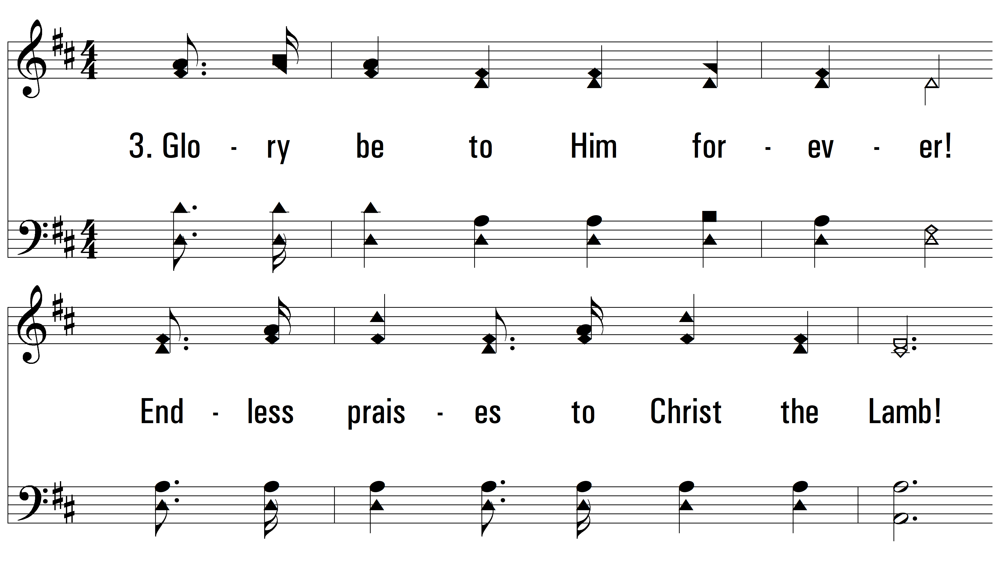 3. Glo - ry be to Him for - ev - er!
End - less prais - es to Christ the Lamb!